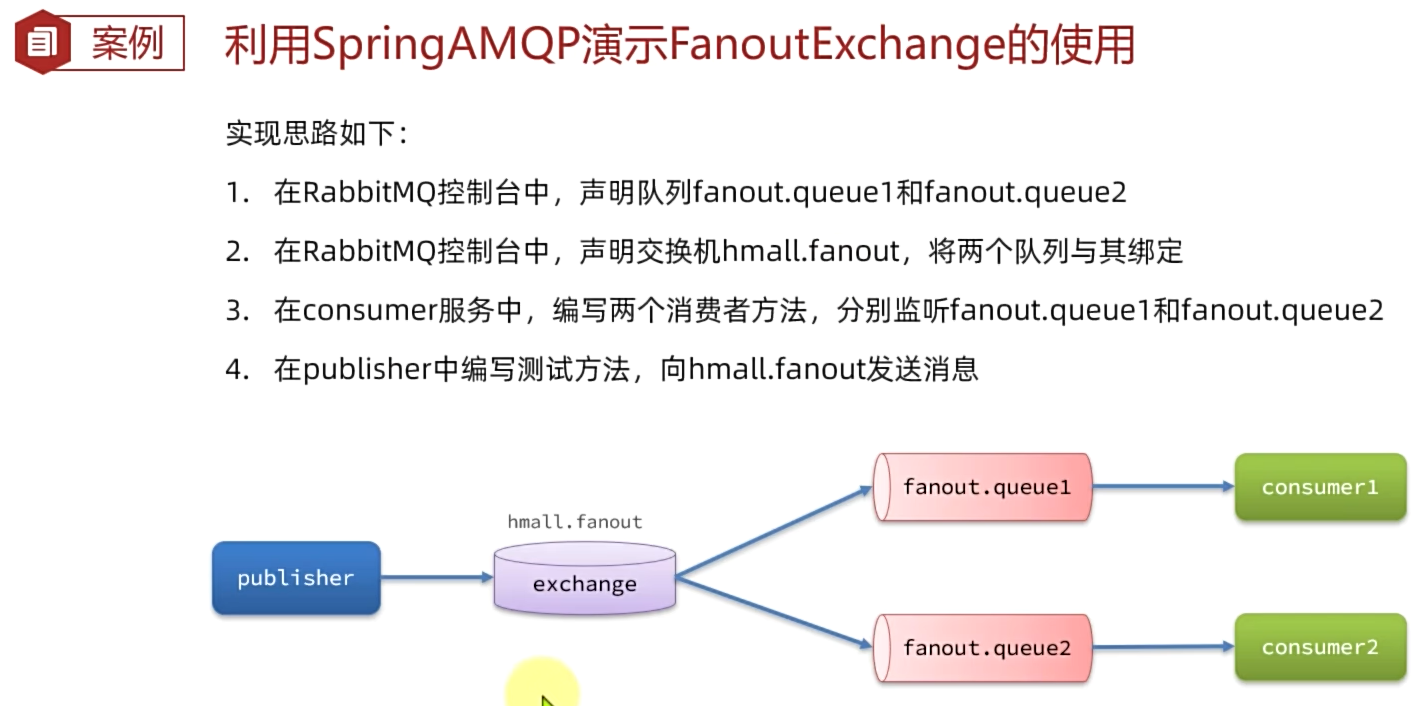 案例
利用SpringAMQP演示FanoutExchange的使用
实现思路如下：
1. 在RabbitMQ控制台中，声明队列fanout.queue1和fanout.queue2
2. 在RabbitMQ控制台中，声明交换机hmall.fanout，将两个队列与其绑定
3. 在consumer服务中，编写两个消费者方法，分别监听fanout.queue1和fanout.queue2
4. 在publisher中编写测试方法，向hmall.fanout发送消息
fanout.queue1
consumer1
hmall.fanout
publisher
exchange
fanout.queue2
consumer2